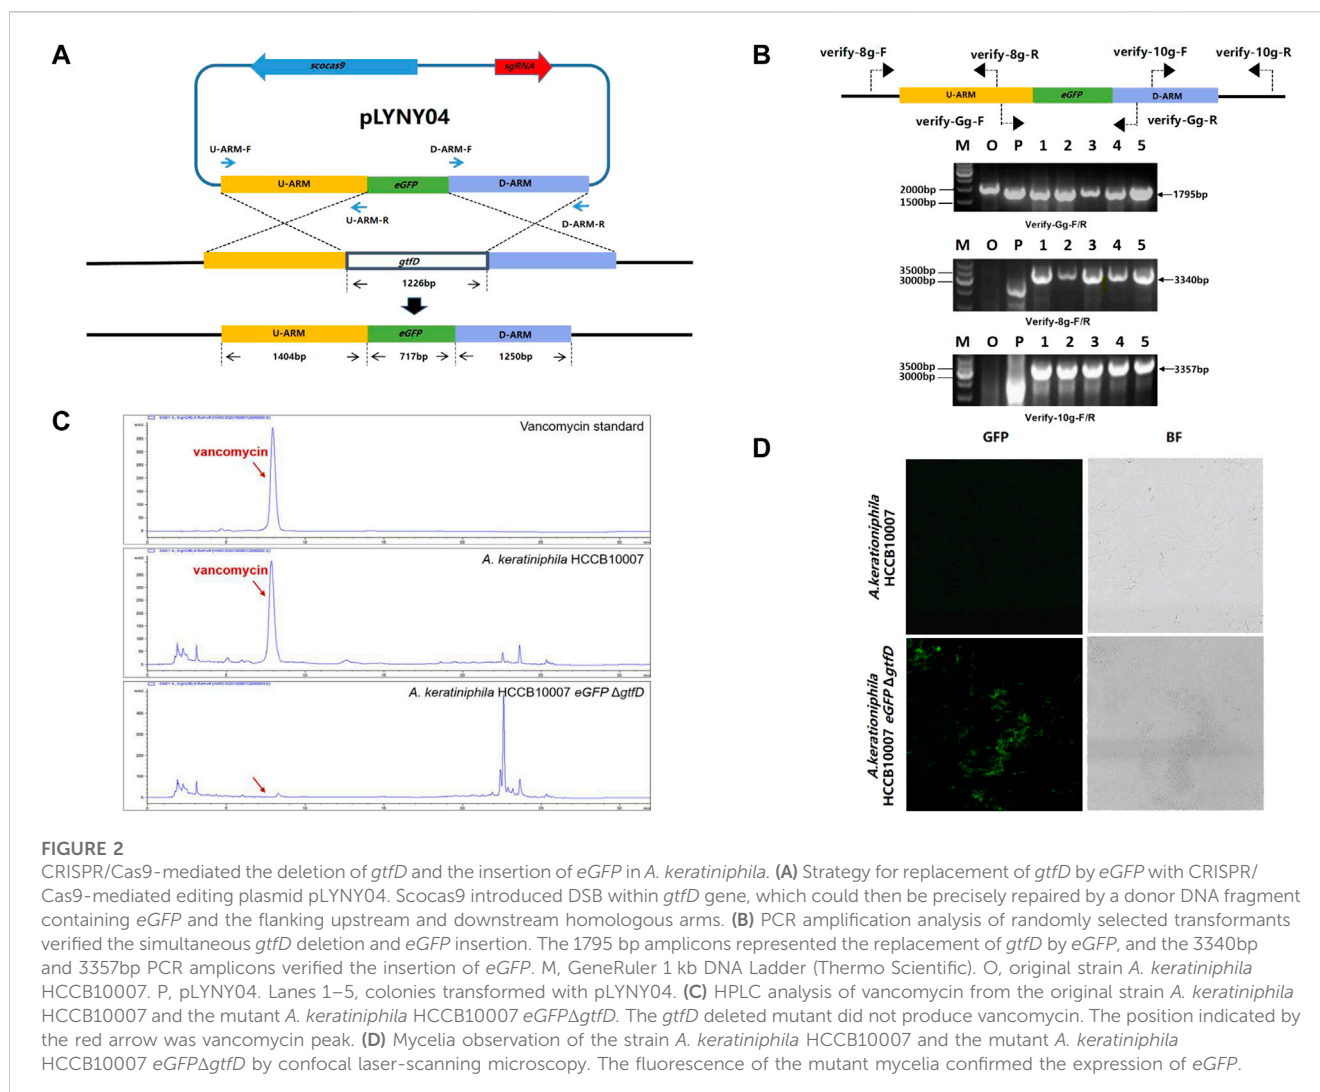 A
scocas9
sgRNA
pLYNY04
U-ARM-F
D-ARM-F
U-ARM
eGFP
D-ARM
U-ARM-R
D-ARM-R
gtfD
1226bp
U-ARM
eGFP
D-ARM
1404bp
717bp
1250bp
B
verify-8g-F
verify-8g-R
verify-10g-F
verify-10g-R
U-ARM
eGFP
D-ARM
verify-Gg-F
verify-Gg-R
M O P 1 2 3 4 5
2000bp
1500bp
1795bp
Verify-Gg-F/R
M O P 1 2 3 4 5
3500bp
3000bp
3340bp
Verify-8g-F/R
M O P 1 2 3 4 5
3500bp
3000bp
3357bp
Verify-10g-F/R
C
Vancomycin standard
vancomycin
A. keratiniphila HCCB10007
vancomycin
A. keratiniphila HCCB10007 eGFP ΔgtfD
D
GFP
BF
A.kerationiphila
HCCB10007
A.kerationiphila
HCCB10007 eGFPΔgtfD
FIGURE 2
CRISPR/Cas9-mediated the deletion of gtfD and the insertion of eGFP in A. keratiniphila. (A) Strategy for replacement of gtfD by eGFP with CRISPR/
Cas9-mediated editing plasmid pLYNY04. Scocas9 introduced DSB within gtfD gene, which could then be precisely repaired by a donor DNA fragment
containing eGFP and the flanking upstream and downstream homologous arms. (B) PCR amplification analysis of randomly selected transformants
verified the simultaneous gtfD deletion and eGFP insertion. The 1795 bp amplicons represented the replacement of gtfD by eGFP, and the 3340bp
and 3357bp PCR amplicons verified the insertion of eGFP. M, GeneRuler 1 kb DNA Ladder (Thermo Scientific). O, original strain A. keratiniphila
HCCB10007. P, pLYNY04. Lanes 1–5, colonies transformed with pLYNY04. (C) HPLC analysis of vancomycin from the original strain A. keratiniphila
HCCB10007 and the mutant A. keratiniphila HCCB10007 eGFPΔgtfD. The gtfD deleted mutant did not produce vancomycin. The position indicated by
the red arrow was vancomycin peak. (D) Mycelia observation of the strain A. keratiniphila HCCB10007 and the mutant A. keratiniphila
HCCB10007 eGFPΔgtfD by confocal laser-scanning microscopy. The fluorescence of the mutant mycelia confirmed the expression of eGFP.